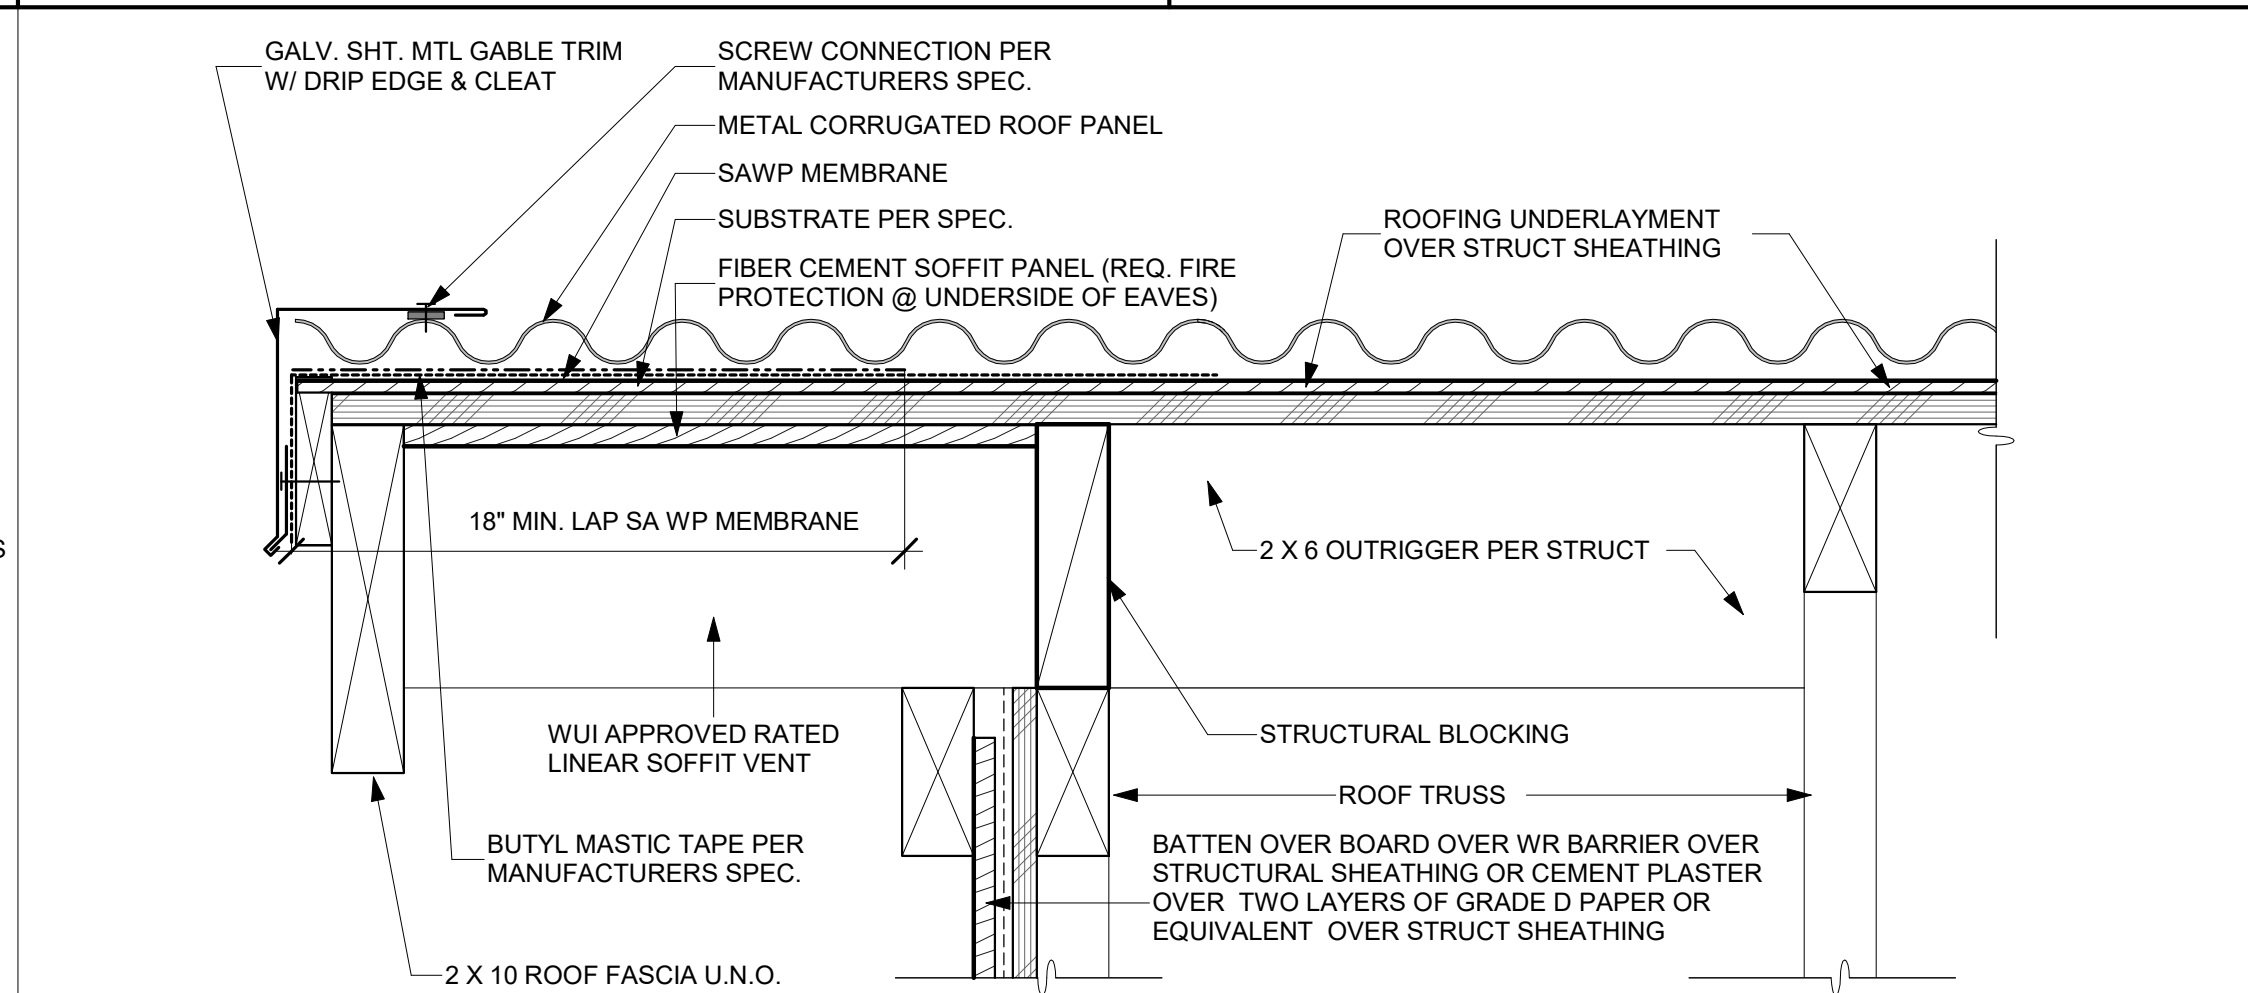 GALV. SHT. MTL GABLE TRIM
W/ DRIP EDGE & CLEAT
SCREW CONNECTION PER
MANUFACTURERS SPEC.
METAL CORRUGATED ROOF PANEL
SAWP MEMBRANE
SUBSTRATE PER SPEC.
FIBER CEMENT SOFFIT PANEL (REQ. FIRE
PROTECTION @ UNDERSIDE OF EAVES)
ROOFING UNDERLAYMENT
OVER STRUCT SHEATHING
18" MIN. LAP SA WP MEMBRANE
S
2 X 6 OUTRIGGER PER STRUCT
WUI APPROVED RATED
LINEAR SOFFIT VENT
STRUCTURAL BLOCKING
ROOF TRUSS
BUTYL MASTIC TAPE PER
MANUFACTURERS SPEC.
BATTEN OVER BOARD OVER WR BARRIER OVER
STRUCTURAL SHEATHING OR CEMENT PLASTER
OVER  TWO LAYERS OF GRADE D PAPER OR
EQUIVALENT  OVER STRUCT SHEATHING
2 X 10 ROOF FASCIA U.N.O.